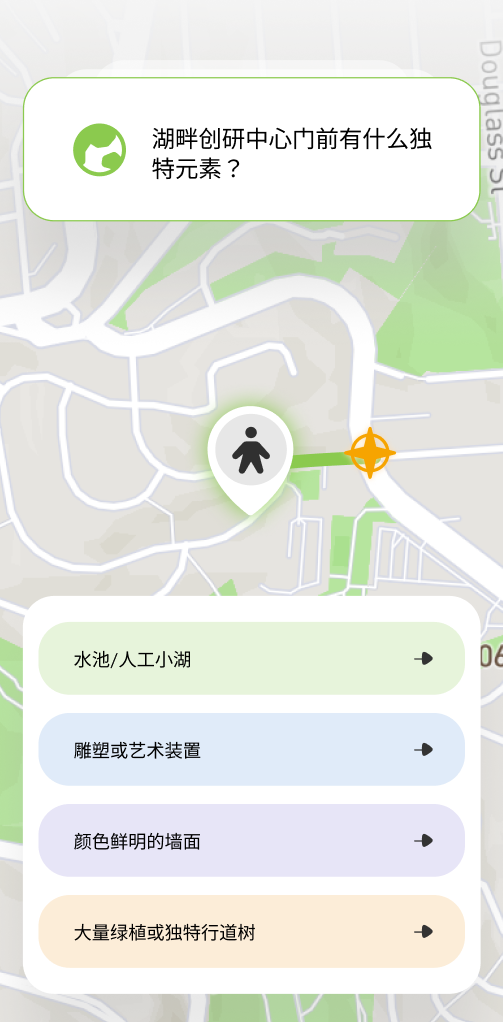 Douglass St
湖畔创研中心门前有什么独
特元素？
06
水池/人工小湖
雕塑或艺术装置
颜色鲜明的墙面
大量绿植或独特行道树